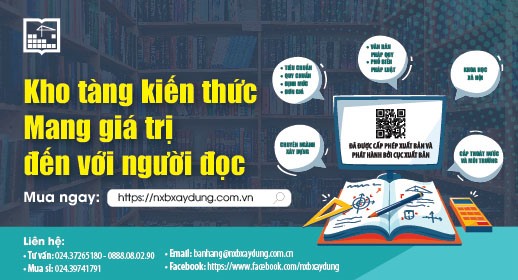 Kho tàng kiến thức
Mang giá trị
đến với người đọc
Mua ngay: https://nxbxaydung.com.vn
• TIÊU CHUẨN
• QUY CHUẨN
• ĐỊNH MỨC
• ĐƠN GIÁ
• VĂN BẢN
PHÁP QUY
• PHỔ BIẾN
PHÁP LUẬT
KHOA HỌC
XÃ HỘI
CHUYÊN NGÀNH
XÂY DỰNG
ĐÃ ĐƯỢC CẤP PHÉP XUẤT BẢN VÀ
PHÁT HÀNH BỞI CỤC XUẤT BẢN
CẤP THOÁT NƯỚC
VÀ MÔI TRƯỜNG
Liên hệ:
• Tư vấn: 024.37265180 - 0888.08.02.90
• Mua sỉ: 024.39741791
• Email: banhang@nxbxaydung.com.vn
• Facebook: https://www.facebook.com/nxbxaydung